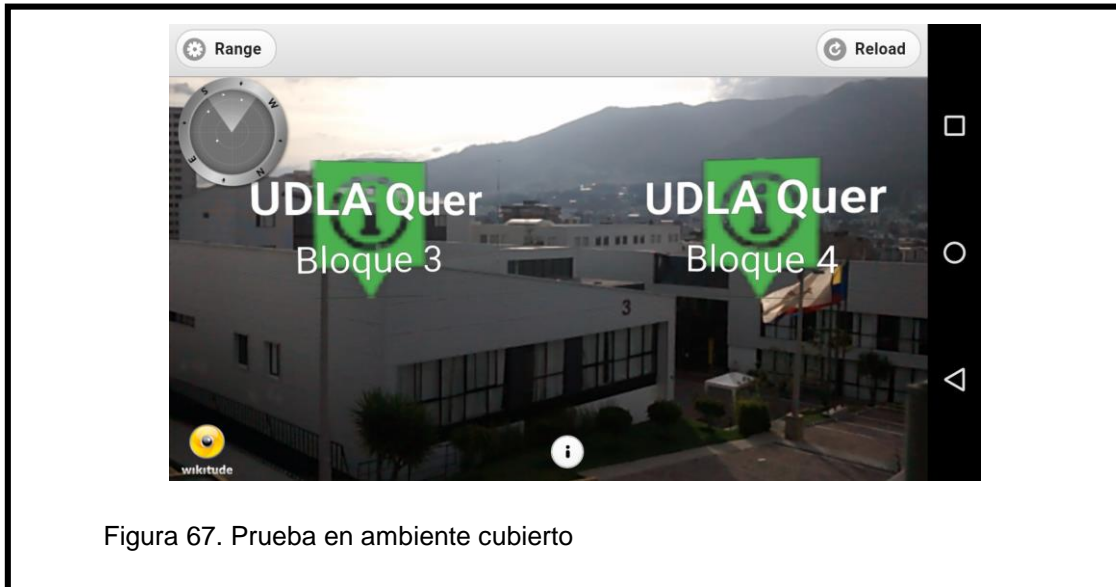 Range
Reload
S
W
E
N
UDLA Quer
UDLA Quer
Bloque 3
Bloque 4
3
wikitude
i
Figura 67. Prueba en ambiente cubierto